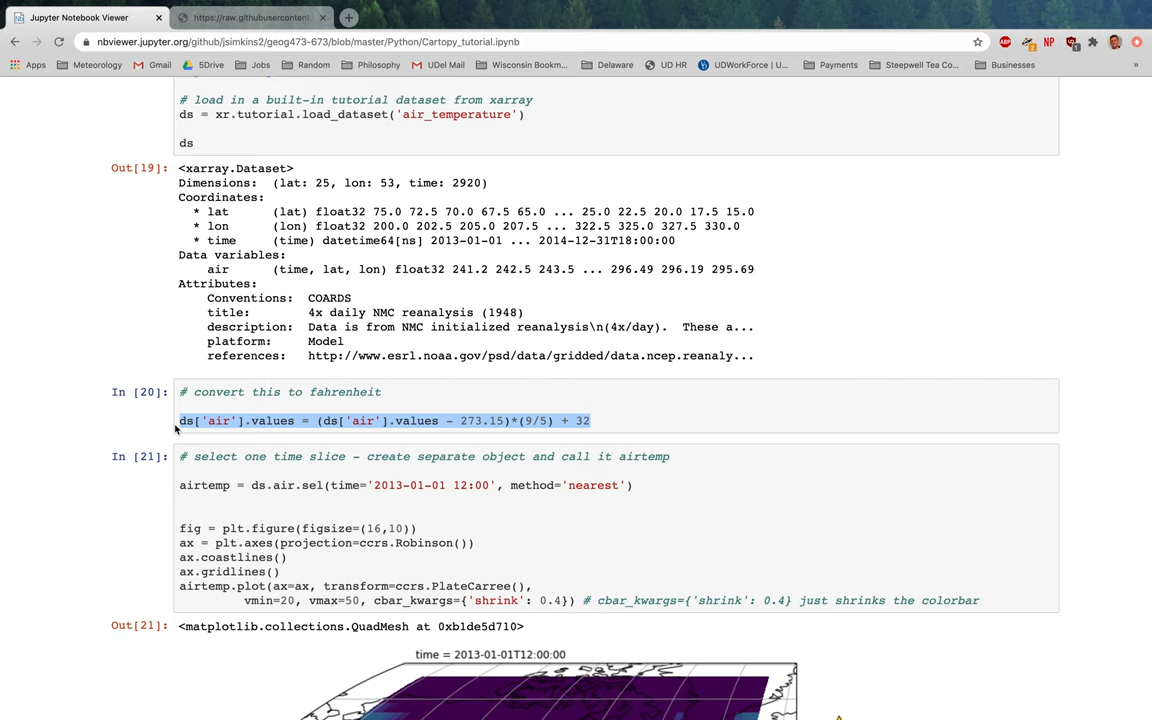 Jupyter Notebook Viewer
https://raw.githubusercontent
nbviewer.jupyter.org/github/jsimkins2/geog473-673/blob/master/Python/Cartopy_tutorial.ipynb
Apps Meteorology Gmail 5Drive Jobs Random Philosophy UDel Mail Wisconsin Bookm... Delaware UD HR UDWorkForce | U... Payments Steepwell Tea Co... Businesses »
# load in a built-in tutorial dataset from xarray
ds = xr.tutorial.load_dataset('air_temperature')
ds
Out[19]: <xarray.Dataset>
Dimensions: (lat: 25, lon: 53, time: 2920)
Coordinates:
* lat (lat) float32 75.0 72.5 70.0 67.5 65.0 ... 25.0 22.5 20.0 17.5 15.0
* lon (lon) float32 200.0 202.5 205.0 207.5 ... 322.5 325.0 327.5 330.0
* time (time) datetime64[ns] 2013-01-01 ... 2014-12-31T18:00:00
Data variables:
air (time, lat, lon) float32 241.2 242.5 243.5 ... 296.49 296.19 295.69
Attributes:
Conventions: COARDS
title: 4x daily NMC reanalysis (1948)
description: Data is from NMC initialized reanalysis\n(4x/day). These a...
platform: Model
references: http://www.esrl.noaa.gov/psd/data/gridded/data.ncep.reanaly...
In [20]: # convert this to fahrenheit
ds['air'].values = (ds['air'].values - 273.15)*(9/5) + 32
In [21]: # select one time slice - create separate object and call it airtemp
airtemp = ds.air.sel(time='2013-01-01 12:00', method='nearest')
fig = plt.figure(figsize=(16,10))
ax = plt.axes(projection=ccrs.Robinson())
ax.coastlines()
ax.gridlines()
airtemp.plot(ax=ax, transform=ccrs.PlateCarree(),
vmin=20, vmax=50, cbar_kwargs={'shrink': 0.4}) # cbar_kwargs={'shrink': 0.4} just shrinks the colorbar
Out[21]: <matplotlib.collections.QuadMesh at 0xb1de5d710>
time = 2013-01-01T12:00:00